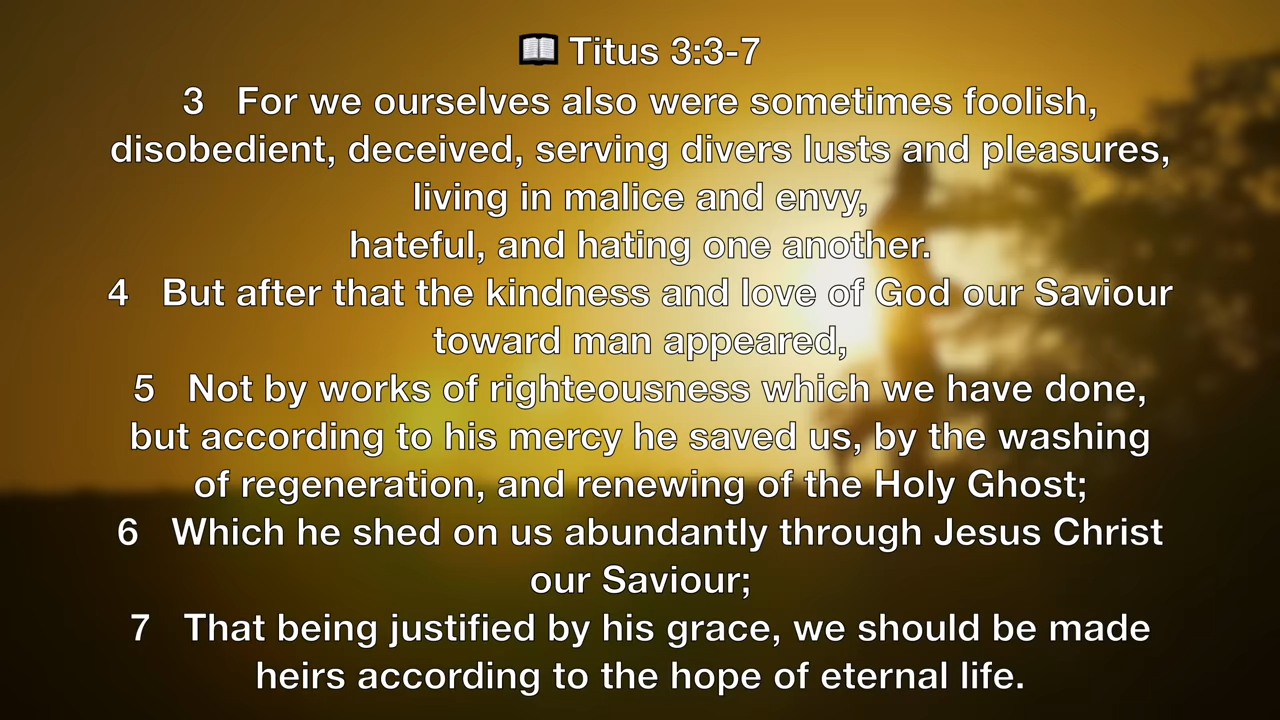 📖 Titus 3:3-7
3 For we ourselves also were sometimes foolish,
disobedient, deceived, serving divers lusts and pleasures,
living in malice and envy,
hateful, and hating one another.
4 But after that the kindness and love of God our Saviour
toward man appeared,
5 Not by works of righteousness which we have done,
but according to his mercy he saved us, by the washing
of regeneration, and renewing of the Holy Ghost;
6 Which he shed on us abundantly through Jesus Christ
our Saviour;
7 That being justified by his grace, we should be made
heirs according to the hope of eternal life.